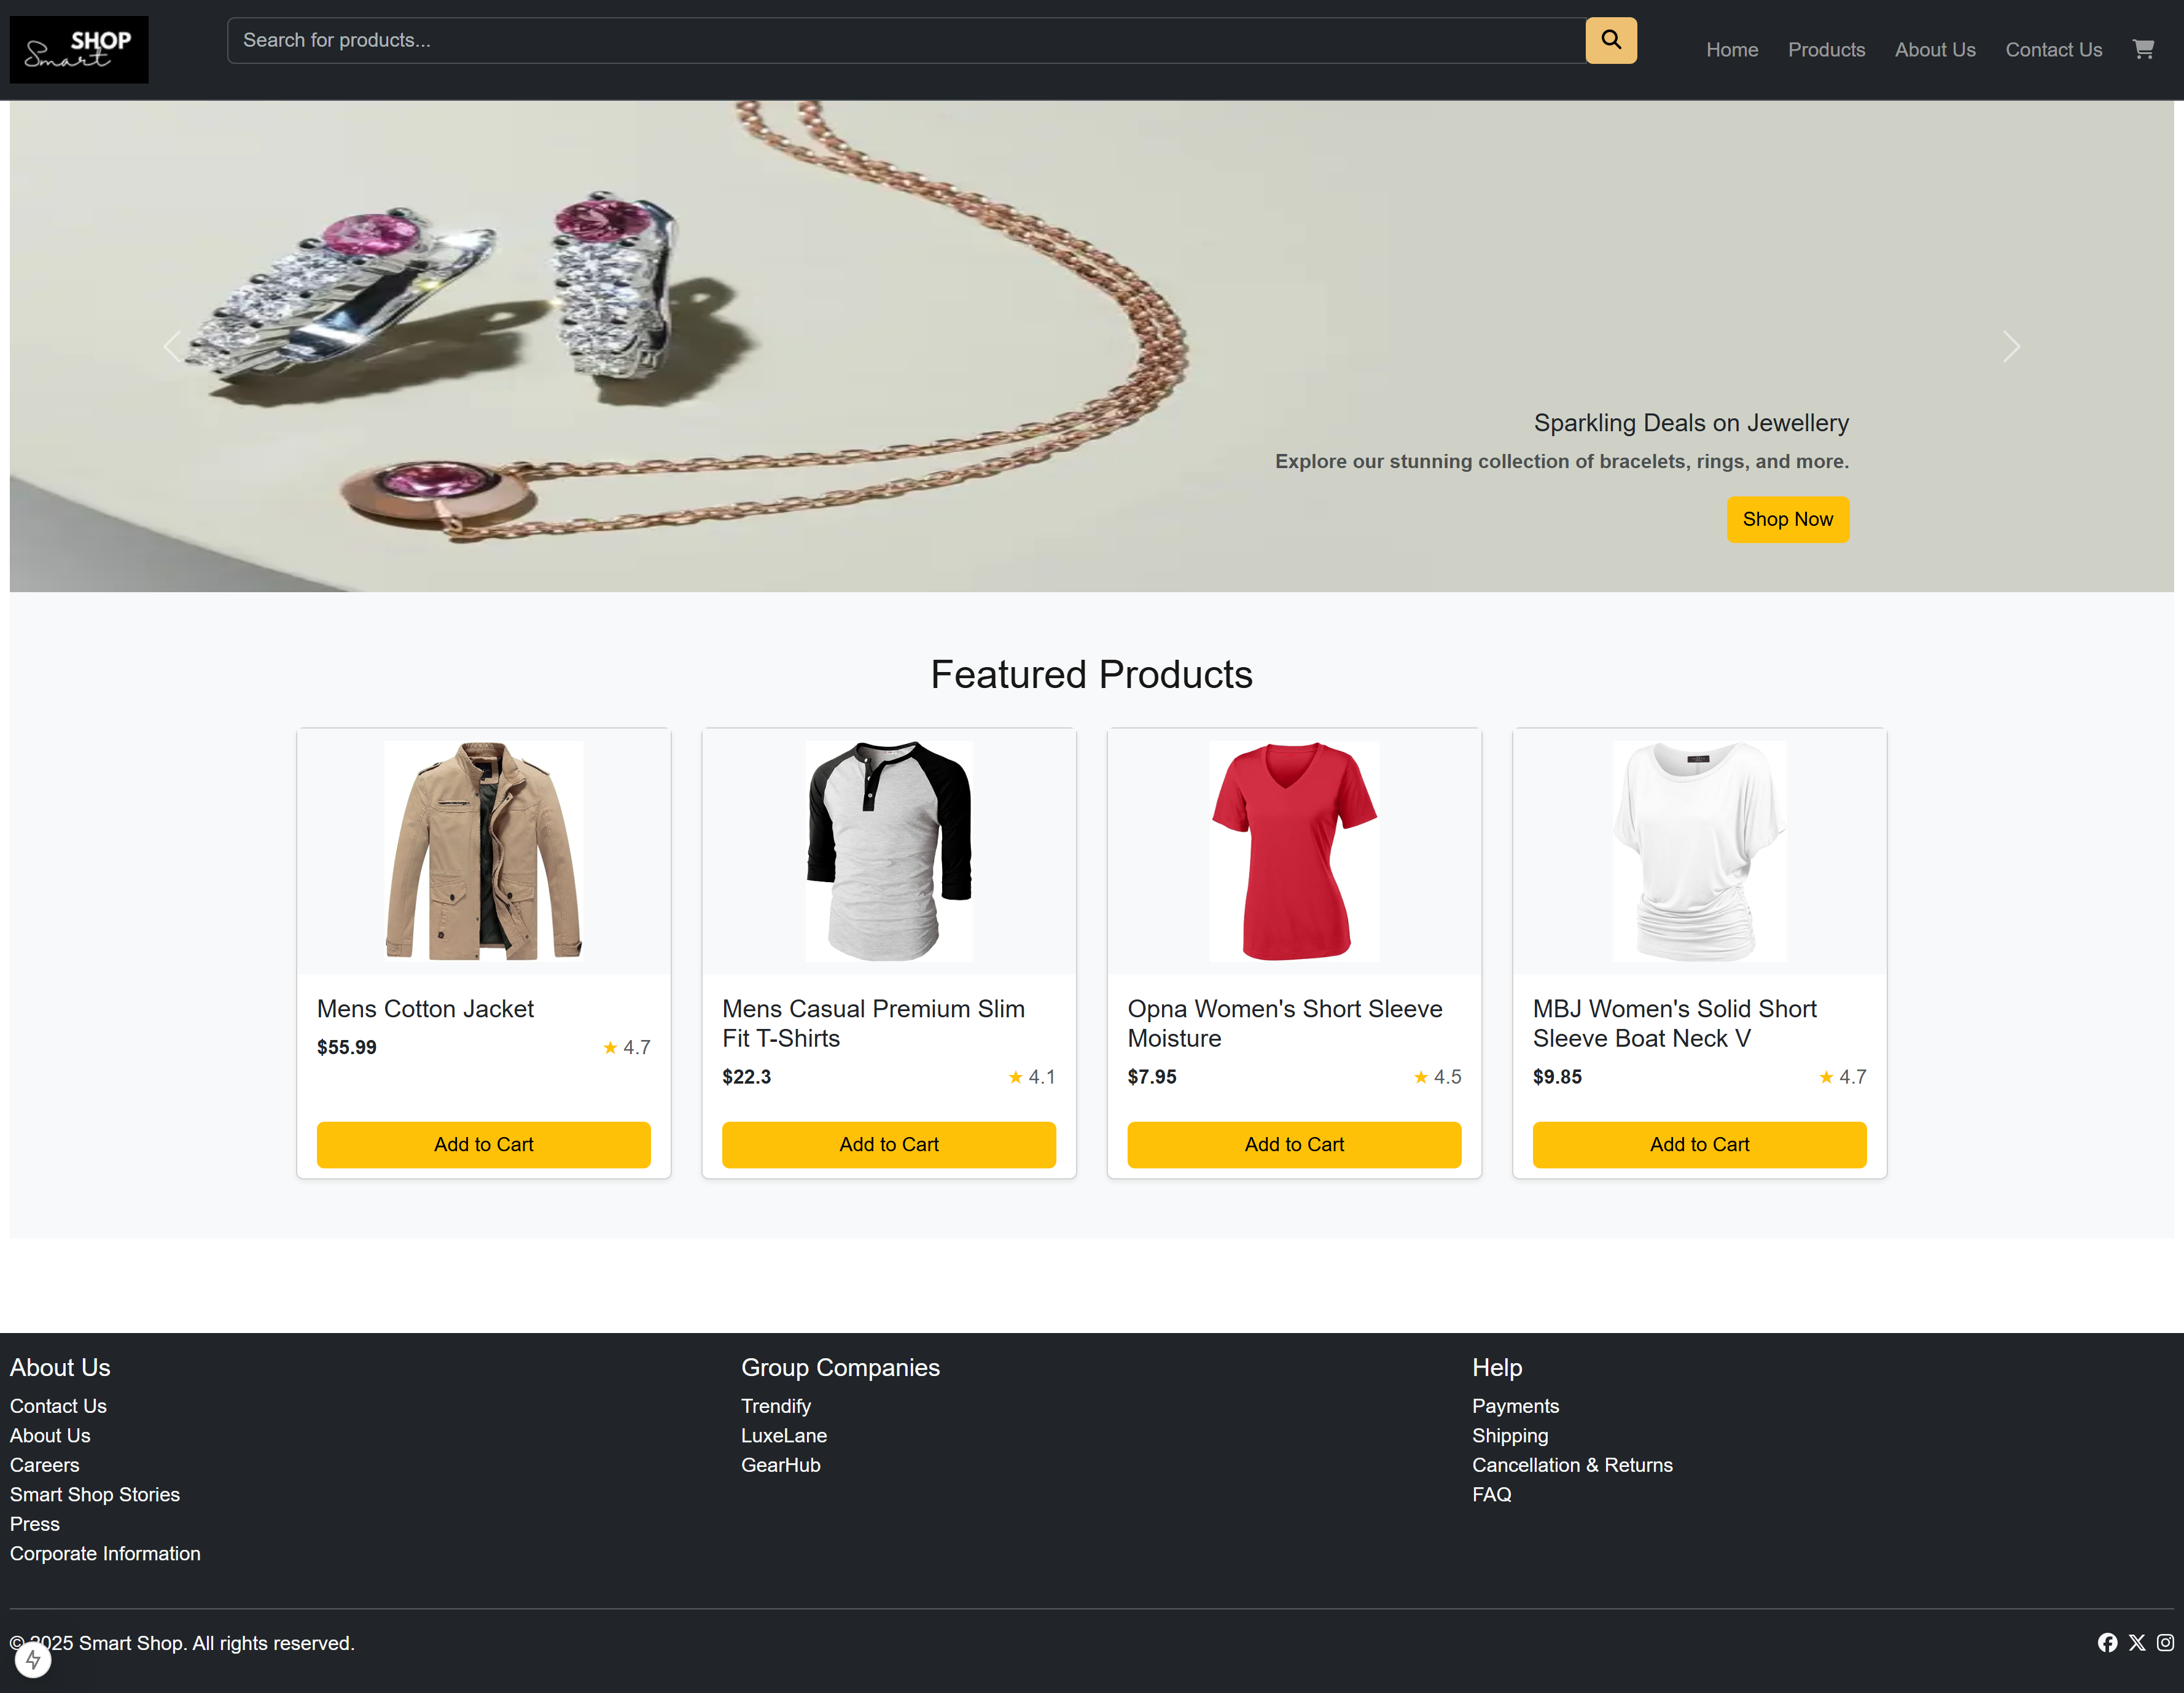 SHOP
Smart
Search for products...
Home Products About Us Contact Us
Sparkling Deals on Jewellery
Explore our stunning collection of bracelets, rings, and more.
Shop Now
Featured Products
Mens Cotton Jacket
$55.99 ★ 4.7
Add to Cart
Mens Casual Premium Slim
Fit T-Shirts
$22.3 ★ 4.1
Add to Cart
Opna Women's Short Sleeve
Moisture
$7.95 ★ 4.5
Add to Cart
MBJ Women's Solid Short
Sleeve Boat Neck V
$9.85 ★ 4.7
Add to Cart
About Us
Contact Us
About Us
Careers
Smart Shop Stories
Press
Corporate Information
Group Companies
Trendify
LuxeLane
GearHub
Help
Payments
Shipping
Cancellation & Returns
FAQ
© 2025 Smart Shop. All rights reserved.